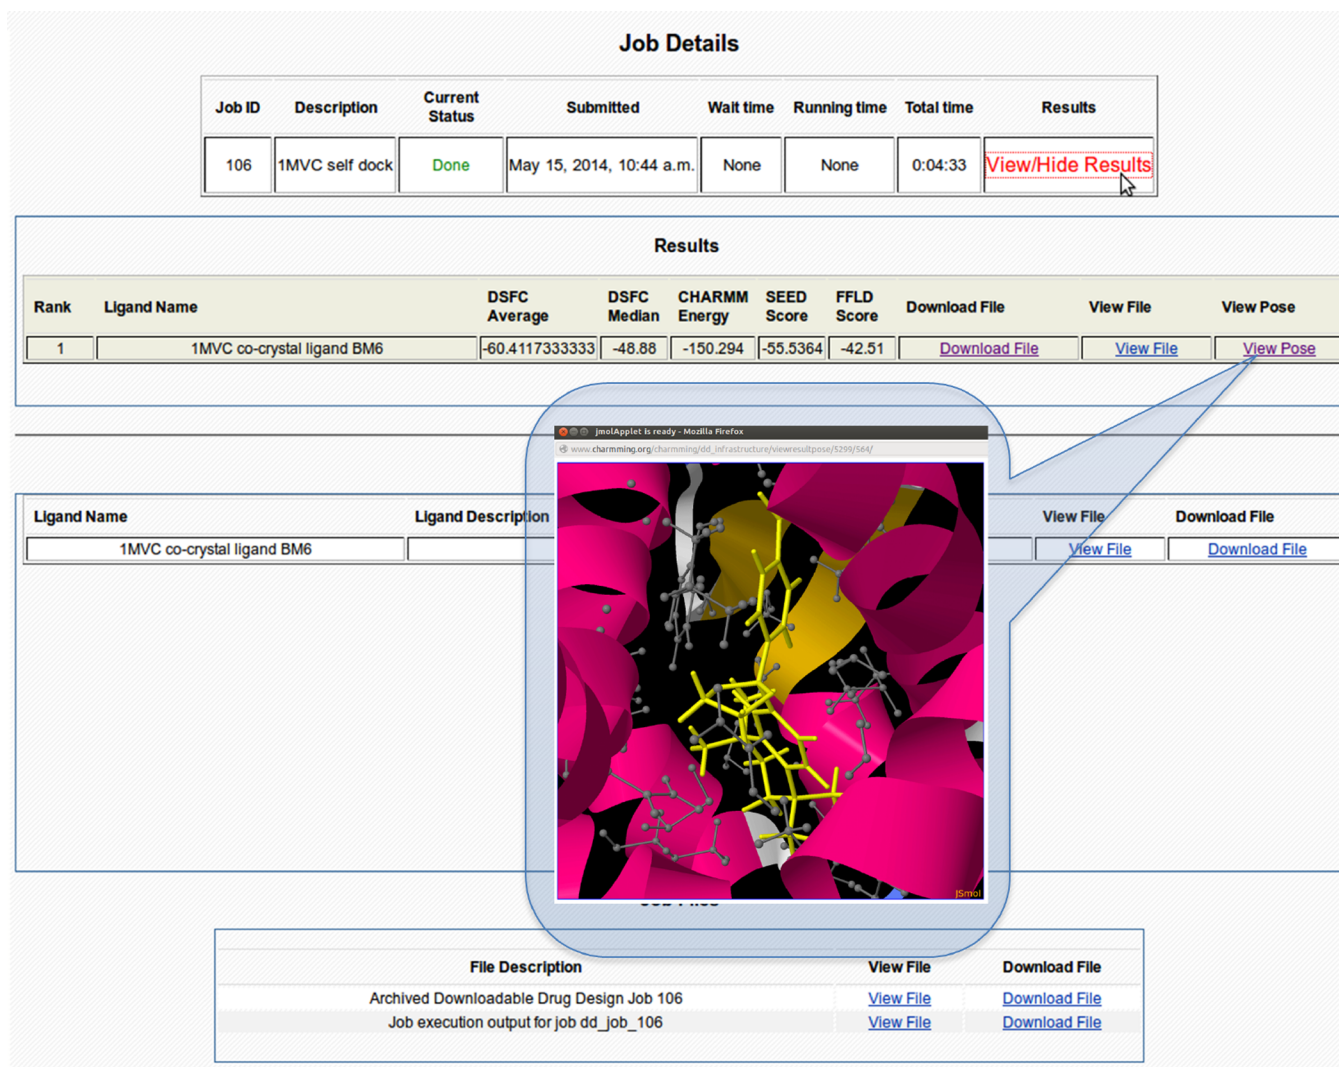 Job Details
Job ID Description Current Status Submitted Wait time Running time Total time Results
106 1MVC self dock Done May 15, 2014, 10:44 a.m. None None 0:04:33 View/Hide Results
Results
Rank Ligand Name DSFC Average DSFC Median CHARMM Energy SEED Score FFLD Score Download File View File View Pose
1 1MVC co-crystal ligand BM6 -60.4117333333 -48.88 -150.294 -55.5364 -42.51 Download File View File View Pose
jmolApplet is ready - Mozilla Firefox
www.charmming.org/charmming/dd_infrastructure/viewresultpose/5299/564/
Ligand Name Ligand Description View File Download File
1MVC co-crystal ligand BM6 View File Download File
JSmol
File Description View File Download File
Archived Downloadable Drug Design Job 106 View File Download File
Job execution output for job dd_job_106 View File Download File